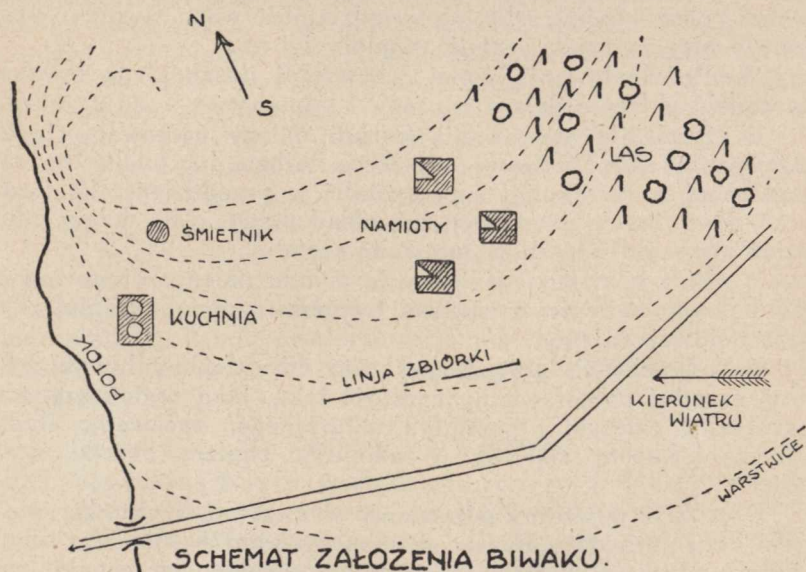 N
S
LAS
ŚMIETNIK
NAMIOTY
KUCHNIA
POTOK
LINJA ZBIÓRKI
KIERUNEK
WIATRU
WARSTWICE
SCHEMAT ZAŁOŻENIA BIWAKU.